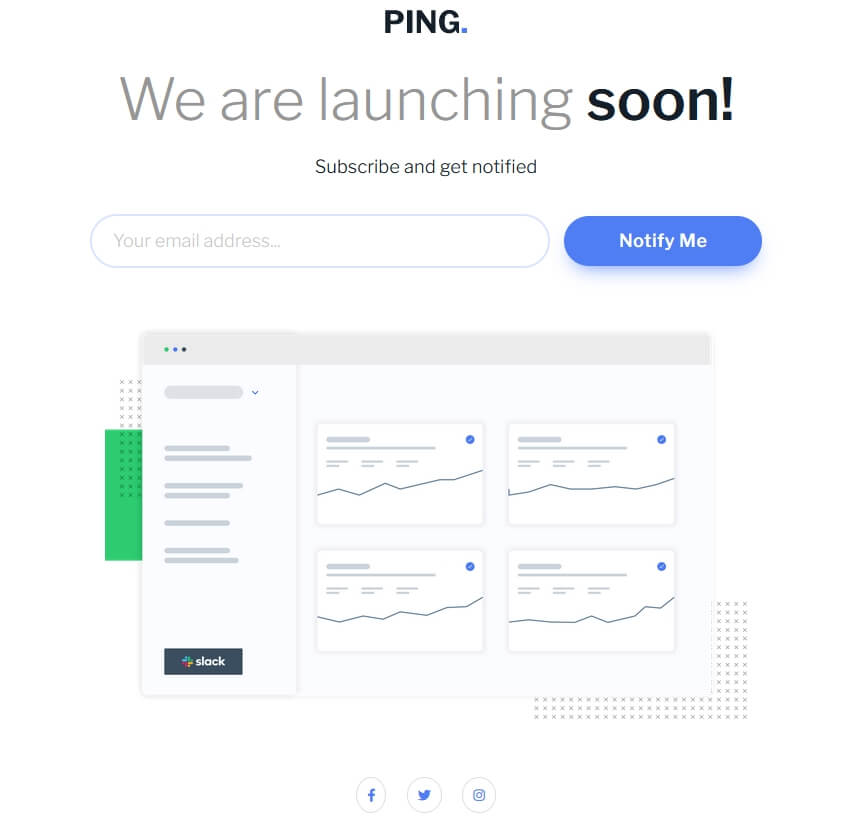 PING.
We are launching soon!
Subscribe and get notified
Your email address...
Notify Me
slack